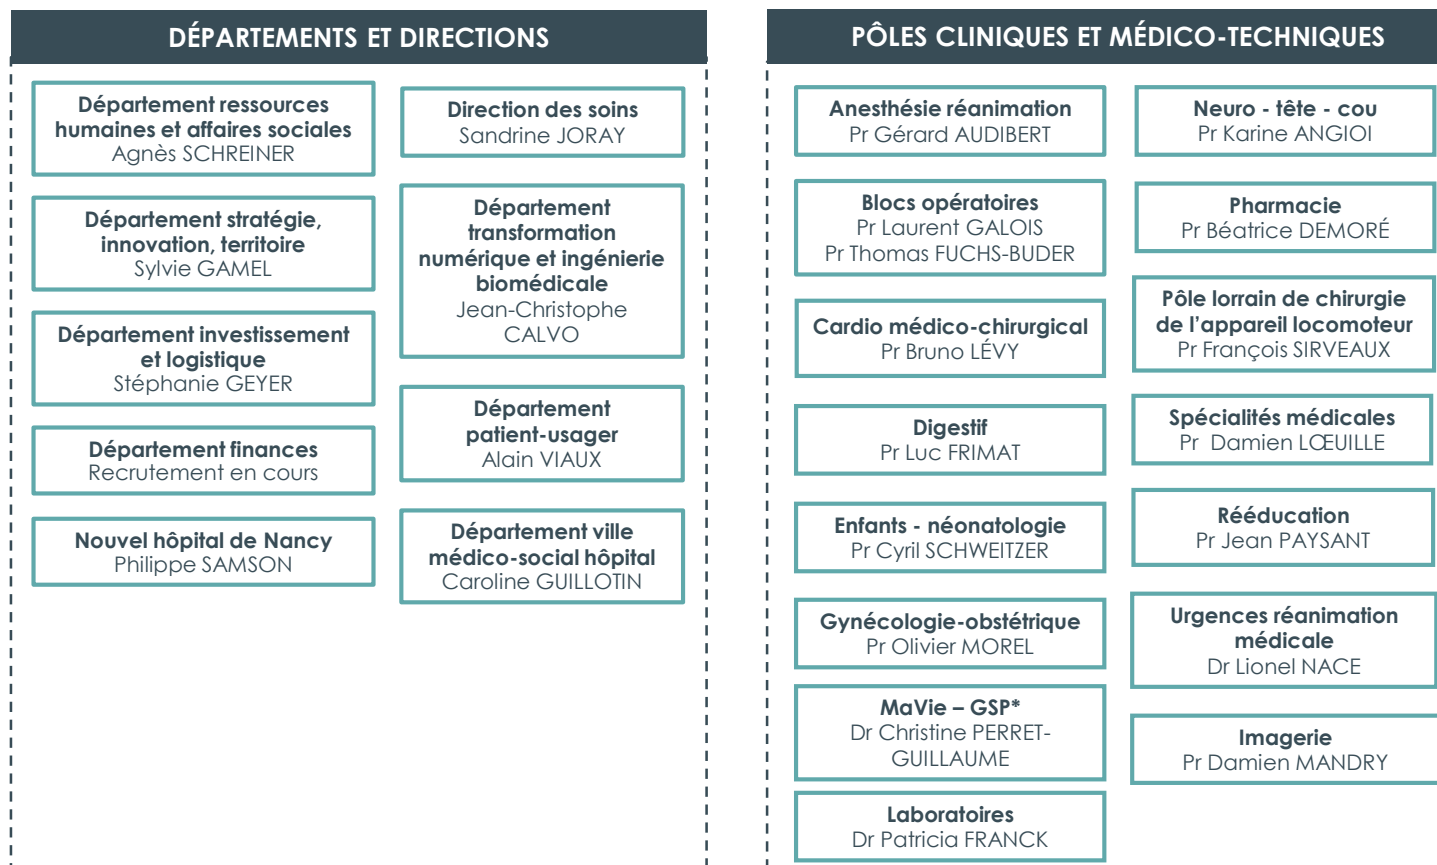 DÉPARTEMENTS ET DIRECTIONS
Département ressources
humaines et affaires sociales
Agnès SCHREINER
Département stratégie,
innovation, territoire
Sylvie GAMEL
Département investissement
et logistique
Stéphanie GEYER
Département finances
Recrutement en cours
Nouvel hôpital de Nancy
Philippe SAMSON
Direction des soins
Sandrine JORAY
Département
transformation
numérique et ingénierie
biomédicale
Jean-Christophe
CALVO
Département
patient-usager
Alain VIAUX
Département ville
médico-social hôpital
Caroline GUILLOTIN
PÔLES CLINIQUES ET MÉDICO-TECHNIQUES
Anesthésie réanimation
Pr Gérard AUDIBERT
Blocs opératoires
Pr Laurent GALOIS
Pr Thomas FUCHS-BUDER
Cardio médico-chirurgical
Pr Bruno LÉVY
Digestif
Pr Luc FRIMAT
Enfants - néonatologie
Pr Cyril SCHWEITZER
Gynécologie-obstétrique
Pr Olivier MOREL
MaVie – GSP*
Dr Christine PERRET-
GUILLAUME
Laboratoires
Dr Patricia FRANCK
Neuro - tête - cou
Pr Karine ANGIOI
Pharmacie
Pr Béatrice DEMORÉ
Pôle lorrain de chirurgie
de l’appareil locomoteur
Pr François SIRVEAUX
Spécialités médicales
Pr Damien LŒUILLE
Rééducation
Pr Jean PAYSANT
Urgences réanimation
médicale
Dr Lionel NACE
Imagerie
Pr Damien MANDRY